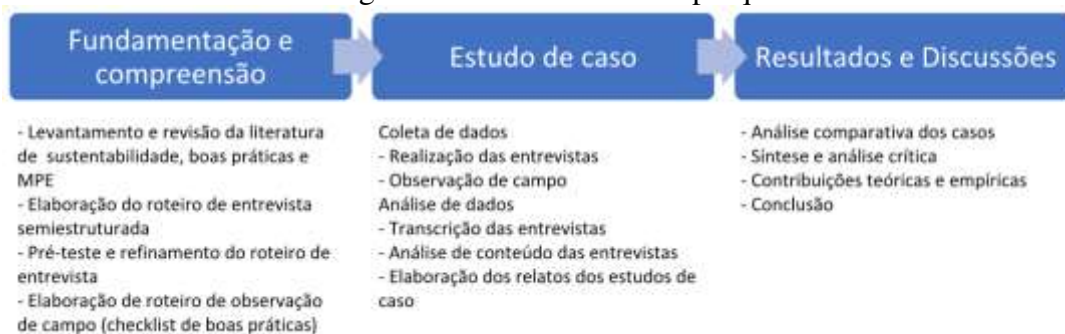 Fundamentação e
compreensão
- Levantamento e revisão da literatura
de sustentabilidade, boas práticas e
MPE
- Elaboração do roteiro de entrevista
semiestruturada
- Pré-teste e refinamento do roteiro de
entrevista
- Elaboração de roteiro de observação
de campo (checklist de boas práticas)
Estudo de caso
Coleta de dados
- Realização das entrevistas
- Observação de campo
Análise de dados
- Transcrição das entrevistas
- Análise de conteúdo das entrevistas
- Elaboração dos relatos dos estudos de
caso
Resultados e Discussões
- Análise comparativa dos casos
- Síntese e análise crítica
- Contribuições teóricas e empíricas
- Conclusão